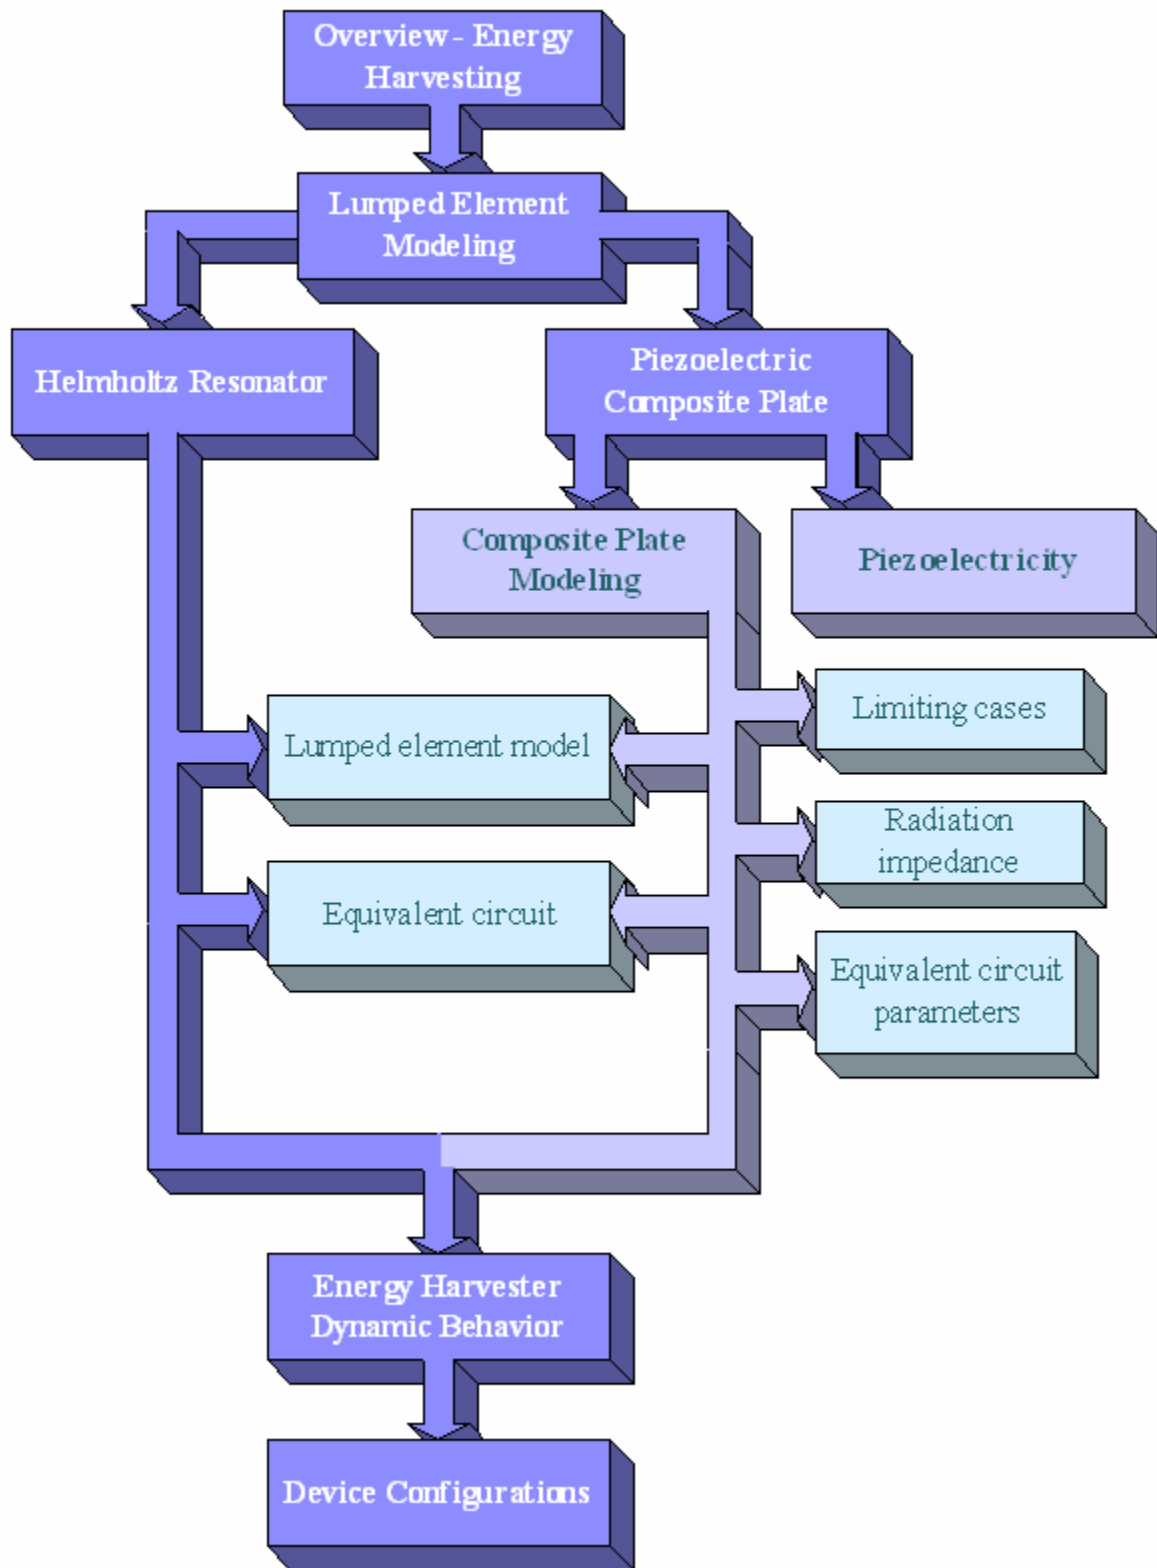 Overview - Energy
Harvesting
Lumped Element
Modeling
Helmholtz Resonator
Piezoelectric
Composite Plate
Composite Plate
Modeling
Piezoelectricity
Limiting cases
Lumped element model
Radiation
impedance
Equivalent circuit
Equivalent circuit
parameters
Energy Harvester
Dynamic Behavior
Device Configurations